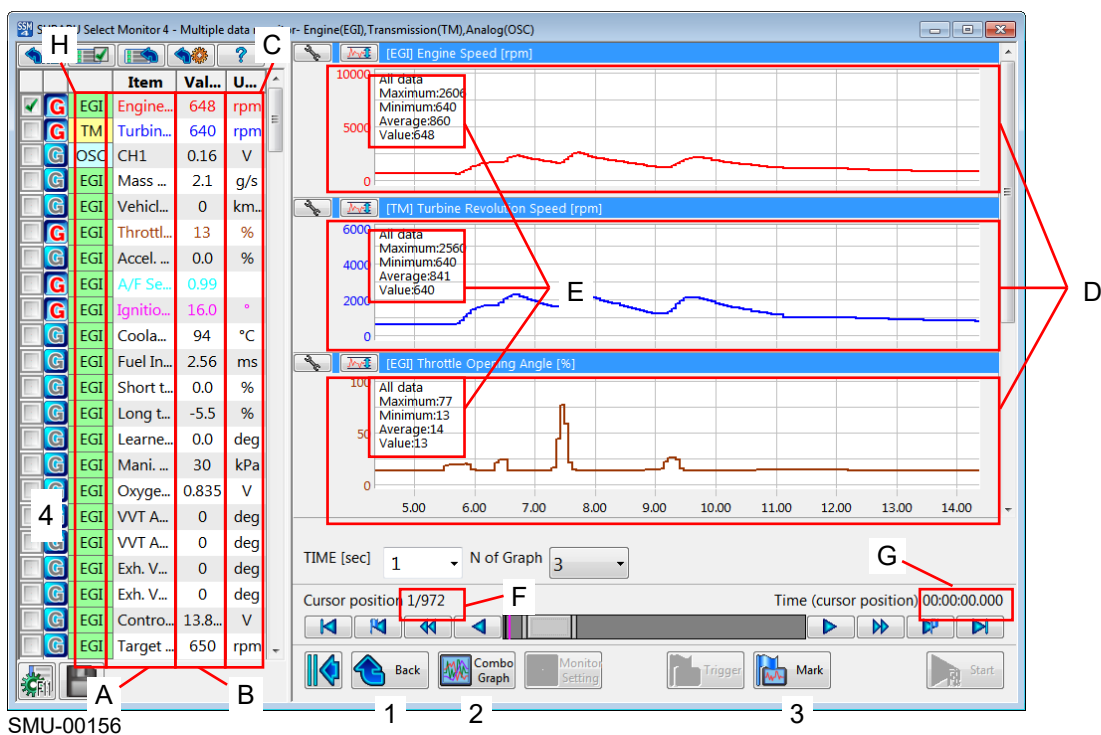 SSM SUBARU Select Monitor 4 - Multiple data r- Engine(EGI),Transmission(TM),Analog(OSC)
H
C
?
Item Val... U...
G EGI Engine... 648 rpm
G TM Turbin... 640 rpm
G OSC CH1 0.16 V
G EGI Mass ... 2.1 g/s
G EGI Vehicl... 0 km..
G EGI Throttl... 13 %
G EGI Accel. ... 0.0 %
G EGI A/F Se... 0.99
G EGI Ignitio... 16.0 °
G EGI Coola... 94 °C
G EGI Fuel In... 2.56 ms
G EGI Short t... 0.0 %
G EGI Long t... -5.5 %
G EGI Learne... 0.0 deg
G EGI Mani. ... 30 kPa
G EGI Oxyge... 0.835 V
4 EGI VVT A... 0 deg
G EGI VVT A... 0 deg
G EGI Exh. V... 0 deg
G EGI Exh. V... 0 deg
G EGI Contro... 13.8... V
G EGI Target ... 650 rpm
F11
A
B
[EGI] Engine Speed [rpm]
10000
5000
0
All data
Maximum:2606
Minimum:640
Average:860
Value:648
[TM] Turbine Revolution Speed [rpm]
6000
4000
2000
0
All data
Maximum:2560
Minimum:640
Average:841
Value:640
E
D
[EGI] Throttle Opening Angle [%]
100
50
0
All data
Maximum:77
Minimum:13
Average:14
Value:13
5.00 6.00 7.00 8.00 9.00 10.00 11.00 12.00 13.00 14.00
TIME [sec] 1 N of Graph 3
G
Cursor position 1/972 F Time (cursor position) 00:00:00.000
Back
Combo Graph
Monitor Setting
Trigger
Mark
Start
1
2
3
SMU-00156